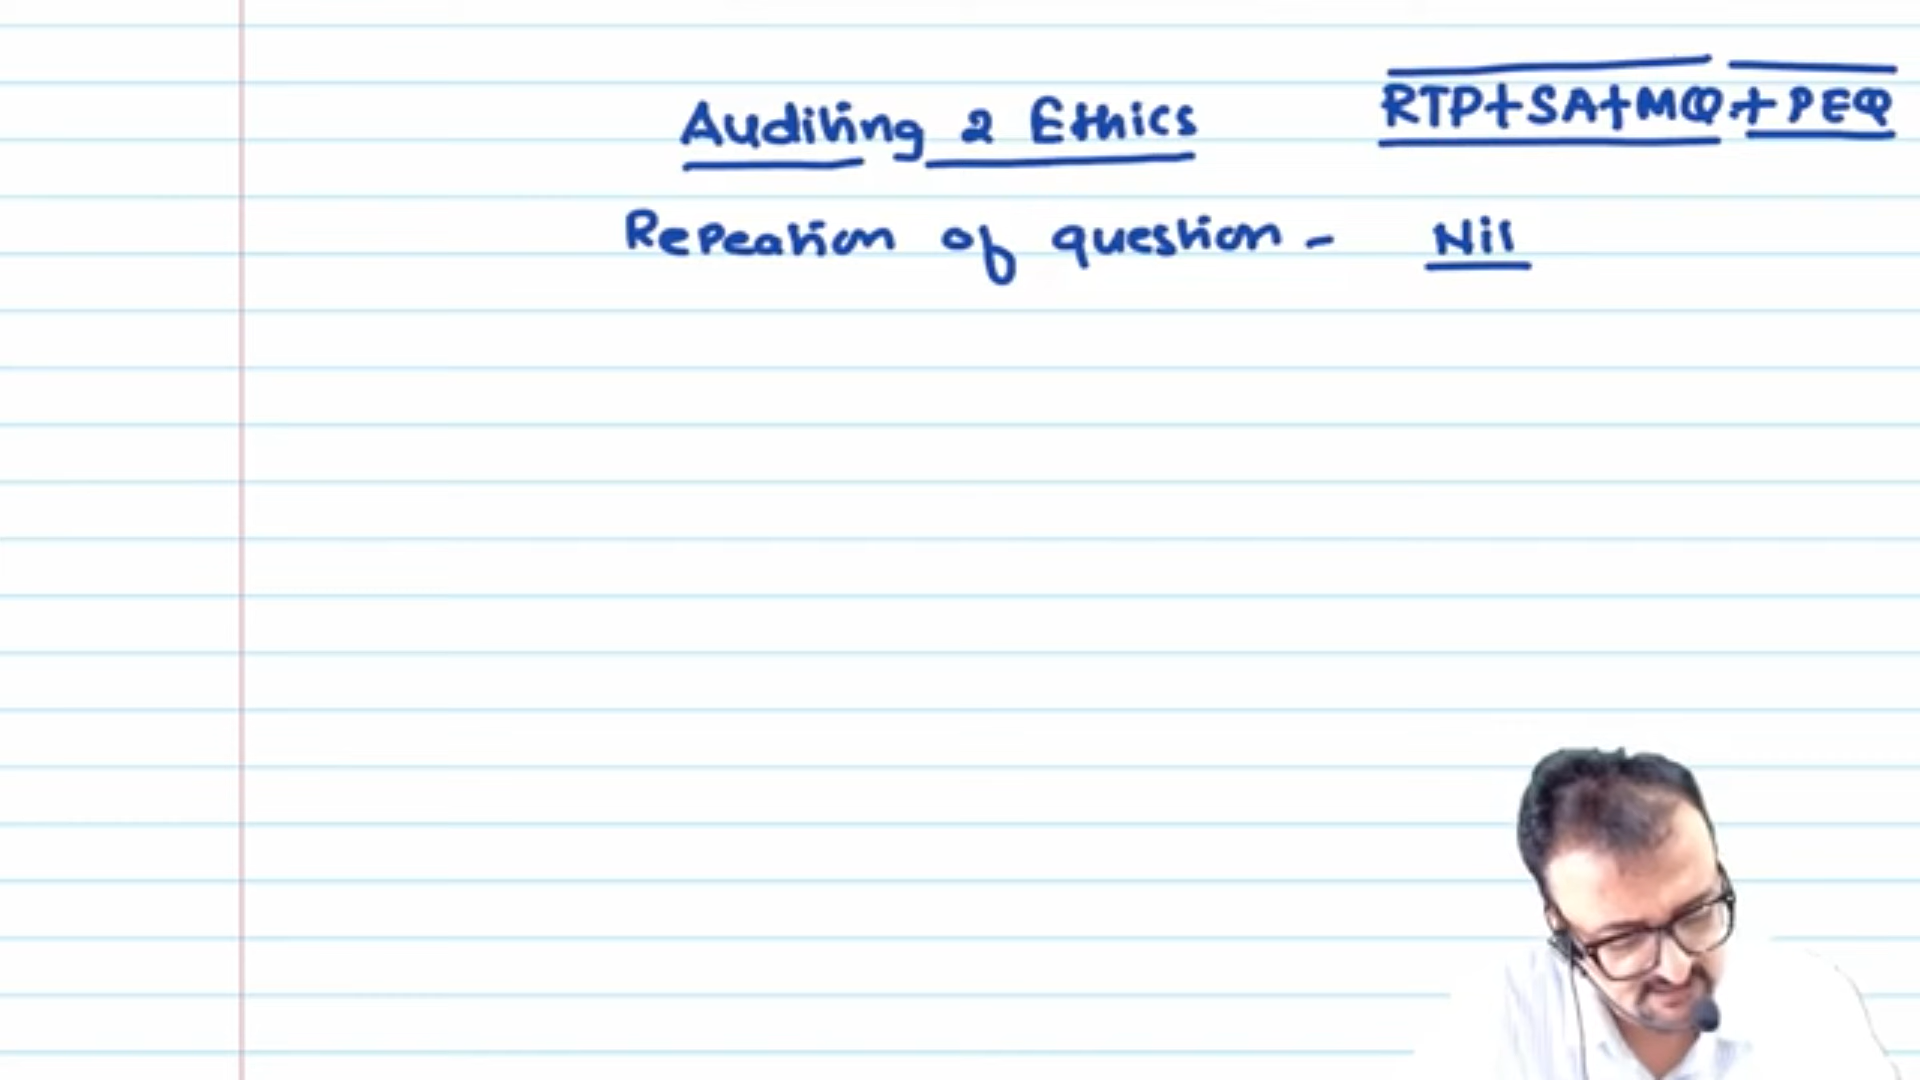 Auditing & Ethics
RTP+SA+MQ.+PEQ
Repeation of question - Nil